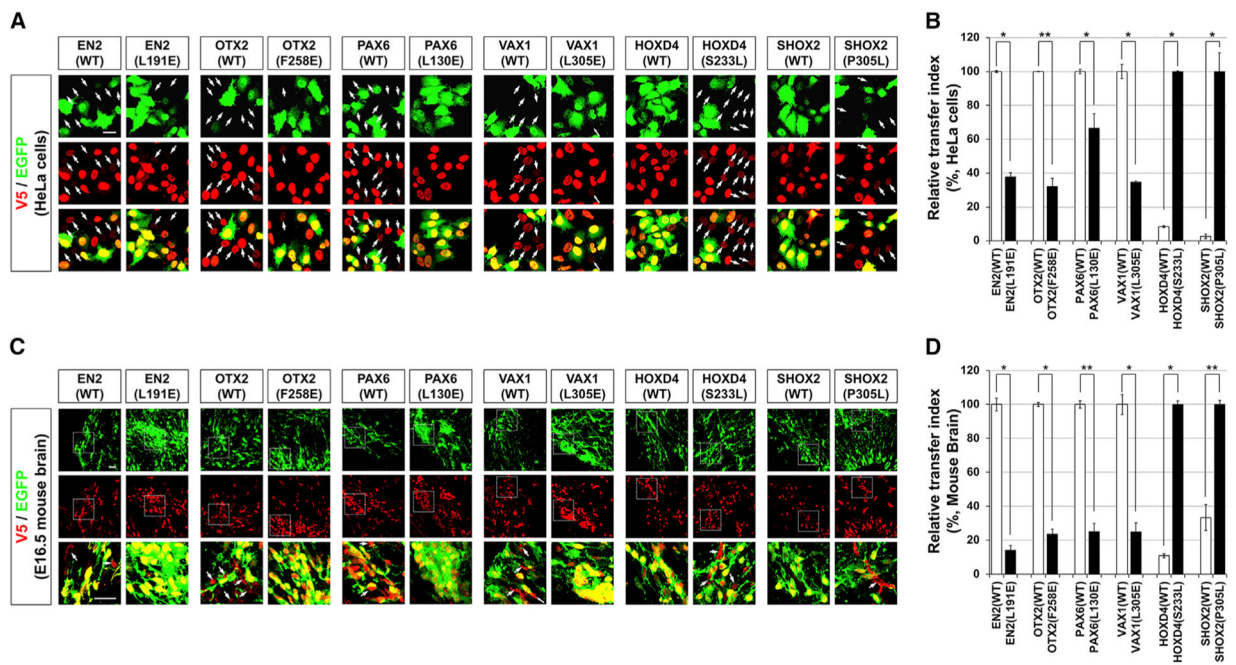 A
EN2
(WT)
EN2
(L191E)
OTX2
(WT)
OTX2
(F258E)
PAX6
(WT)
PAX6
(L130E)
VAX1
(WT)
VAX1
(L305E)
HOXD4
(WT)
HOXD4
(S233L)
SHOX2
(WT)
SHOX2
(P305L)
V5 / EGFP
(HeLa cells)
B
Relative transfer index
(%, HeLa cells)
120
100
80
60
40
20
0
*
**
*
*
*
*
EN2(WT)
EN2(L191E)
OTX2(WT)
OTX2(F258E)
PAX6(WT)
PAX6(L130E)
VAX1(WT)
VAX1(L305E)
HOXD4(WT)
HOXD4(S233L)
SHOX2(WT)
SHOX2(P305L)
C
EN2
(WT)
EN2
(L191E)
OTX2
(WT)
OTX2
(F258E)
PAX6
(WT)
PAX6
(L130E)
VAX1
(WT)
VAX1
(L305E)
HOXD4
(WT)
HOXD4
(S233L)
SHOX2
(WT)
SHOX2
(P305L)
V5 / EGFP
(E16.5 mouse brain)
D
Relative transfer index
(%, Mouse Brain)
120
100
80
60
40
20
0
*
*
**
*
*
**
EN2(WT)
EN2(L191E)
OTX2(WT)
OTX2(F258E)
PAX6(WT)
PAX6(L130E)
VAX1(WT)
VAX1(L305E)
HOXD4(WT)
HOXD4(S233L)
SHOX2(WT)
SHOX2(P305L)